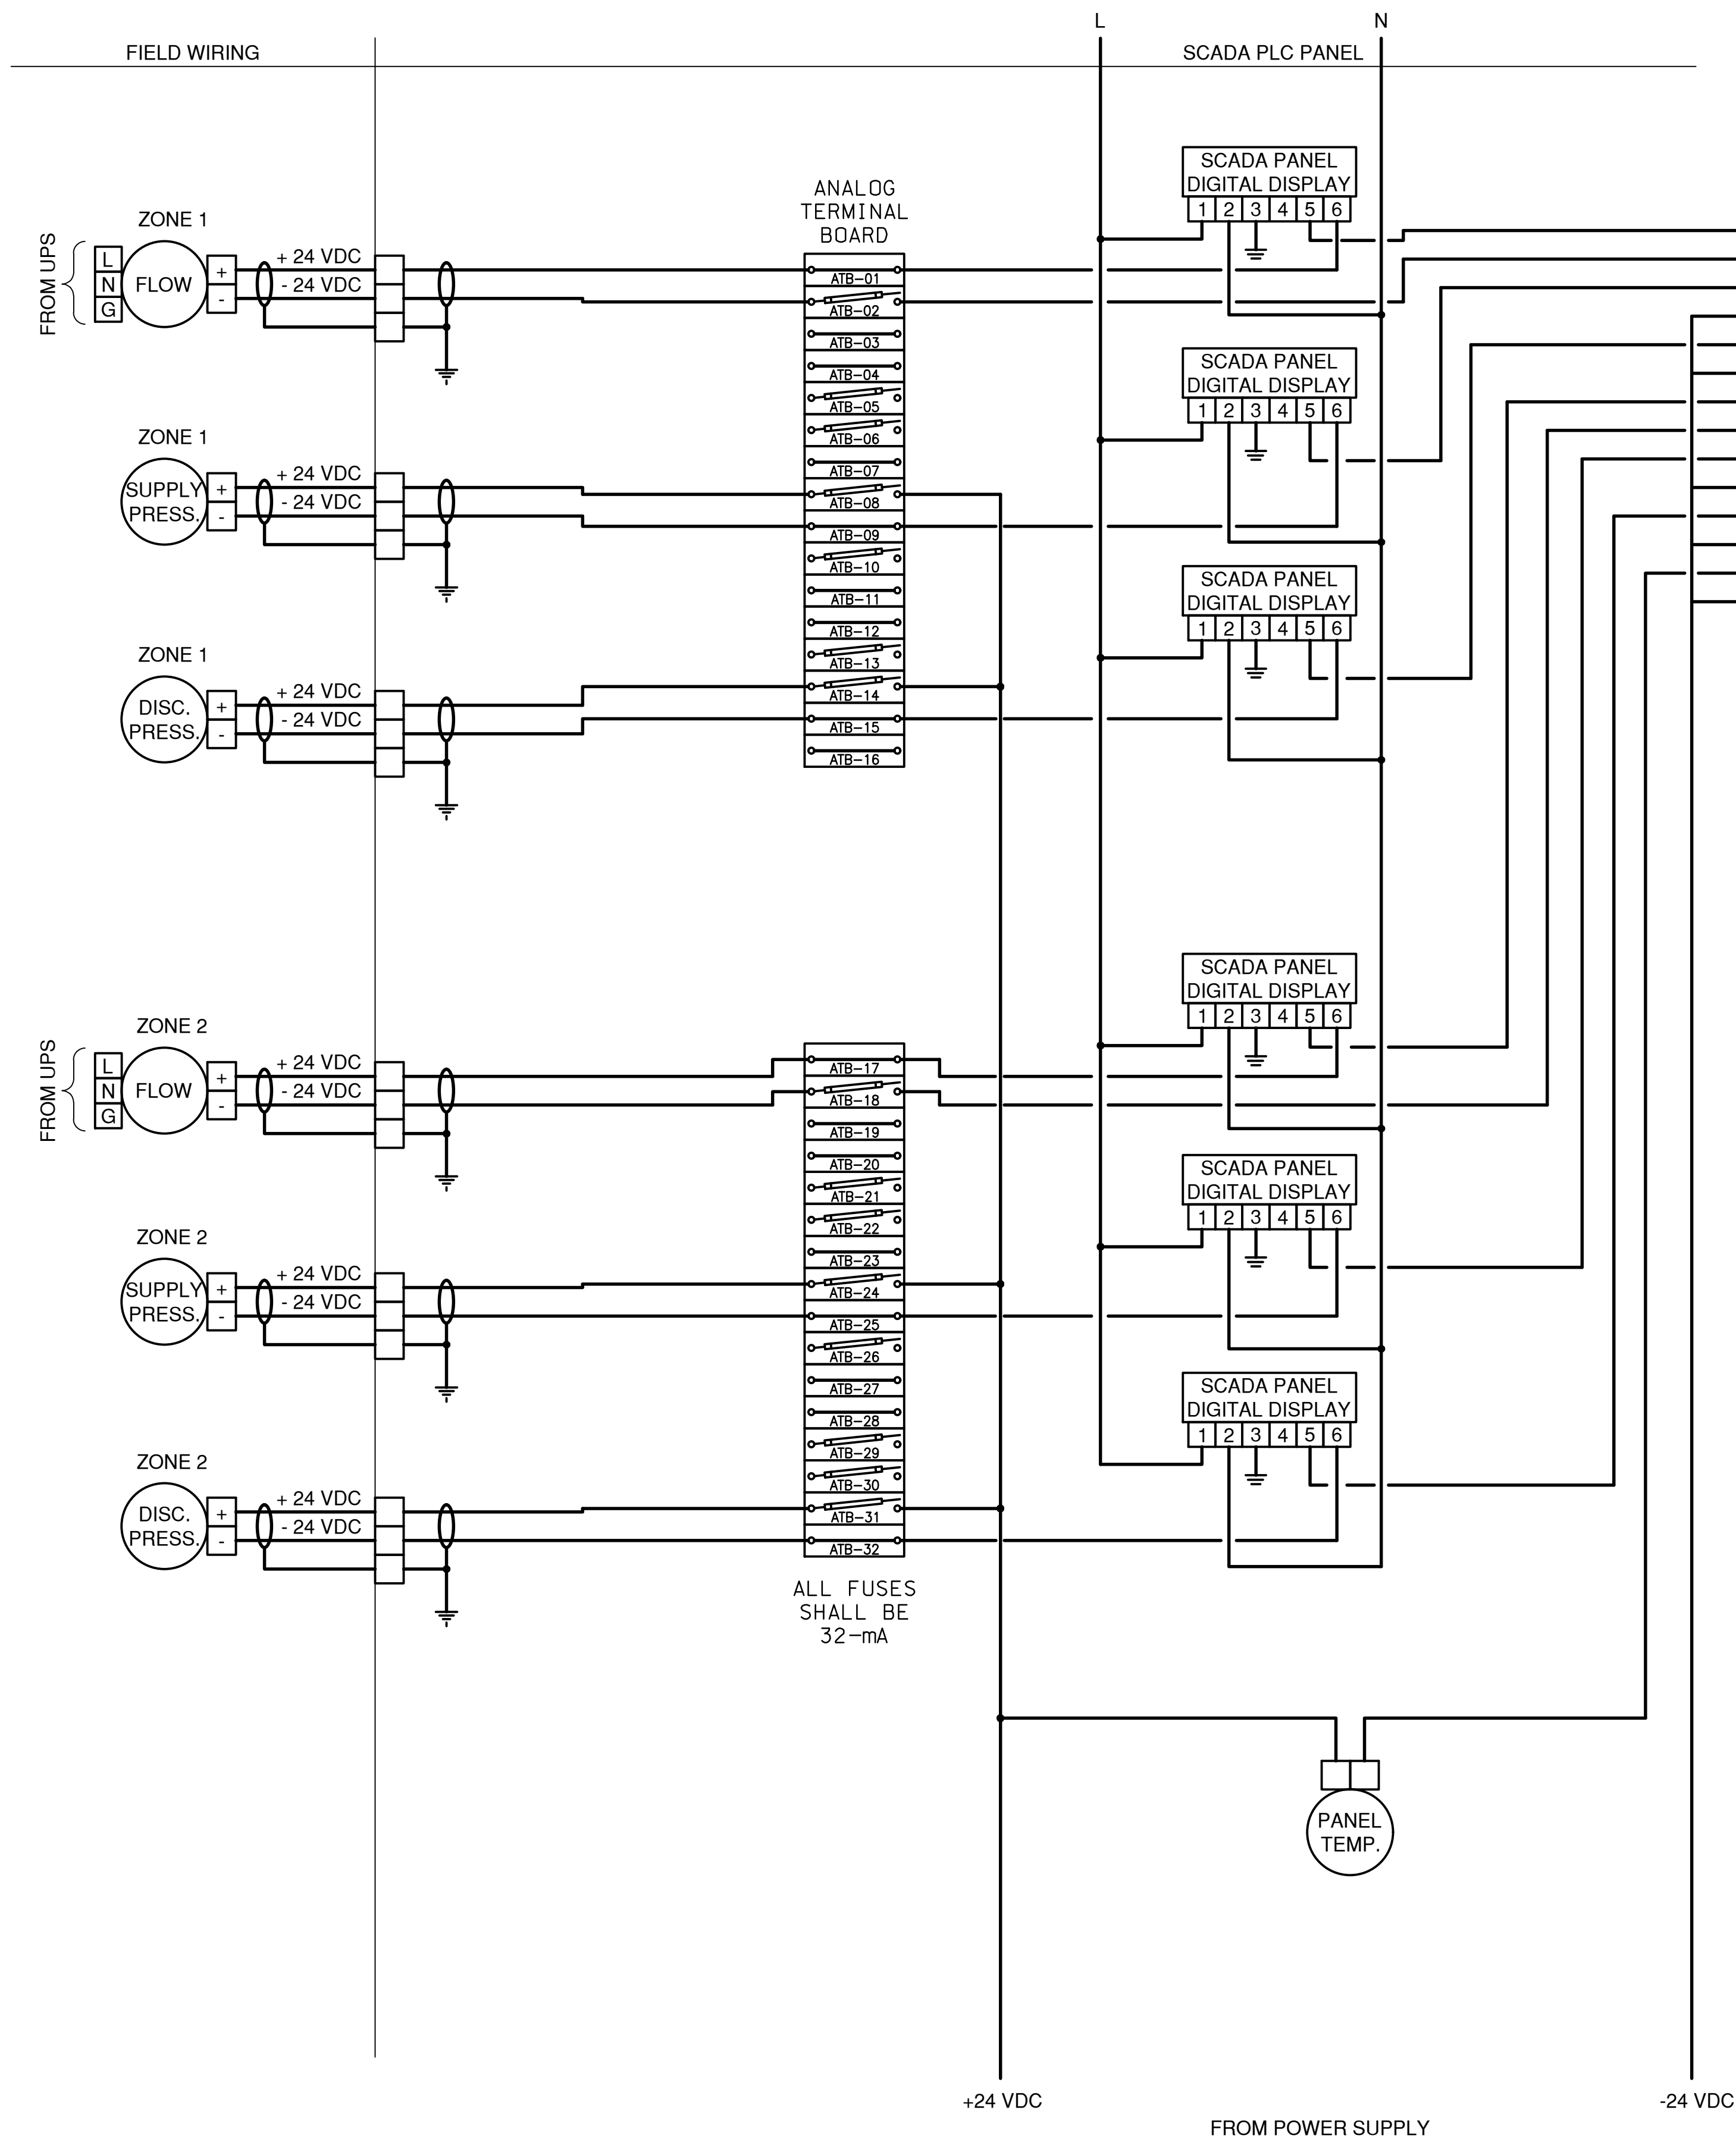 L
N
FIELD WIRING
SCADA PLC PANEL
SCADA PANEL
DIGITAL DISPLAY
1 2 3 4 5 6
ANALOG
TERMINAL
BOARD
ZONE 1
FROM UPS
L
N
G
FLOW
+
-
+ 24 VDC
- 24 VDC
ATB-01
ATB-02
ATB-03
ATB-04
ATB-05
ATB-06
ATB-07
ATB-08
ATB-09
ATB-10
ATB-11
ATB-12
ATB-13
ATB-14
ATB-15
ATB-16
SCADA PANEL
DIGITAL DISPLAY
1 2 3 4 5 6
ZONE 1
SUPPLY
PRESS.
+
-
+ 24 VDC
- 24 VDC
SCADA PANEL
DIGITAL DISPLAY
1 2 3 4 5 6
ZONE 1
DISC.
PRESS.
+
-
+ 24 VDC
- 24 VDC
SCADA PANEL
DIGITAL DISPLAY
1 2 3 4 5 6
ZONE 2
FROM UPS
L
N
G
FLOW
+
-
+ 24 VDC
- 24 VDC
ATB-17
ATB-18
ATB-19
ATB-20
ATB-21
ATB-22
ATB-23
ATB-24
ATB-25
ATB-26
ATB-27
ATB-28
ATB-29
ATB-30
ATB-31
ATB-32
SCADA PANEL
DIGITAL DISPLAY
1 2 3 4 5 6
ZONE 2
SUPPLY
PRESS.
+
-
+ 24 VDC
- 24 VDC
SCADA PANEL
DIGITAL DISPLAY
1 2 3 4 5 6
ZONE 2
DISC.
PRESS.
+
-
+ 24 VDC
- 24 VDC
ALL FUSES
SHALL BE
32-mA
PANEL
TEMP.
+24 VDC
-24 VDC
FROM POWER SUPPLY